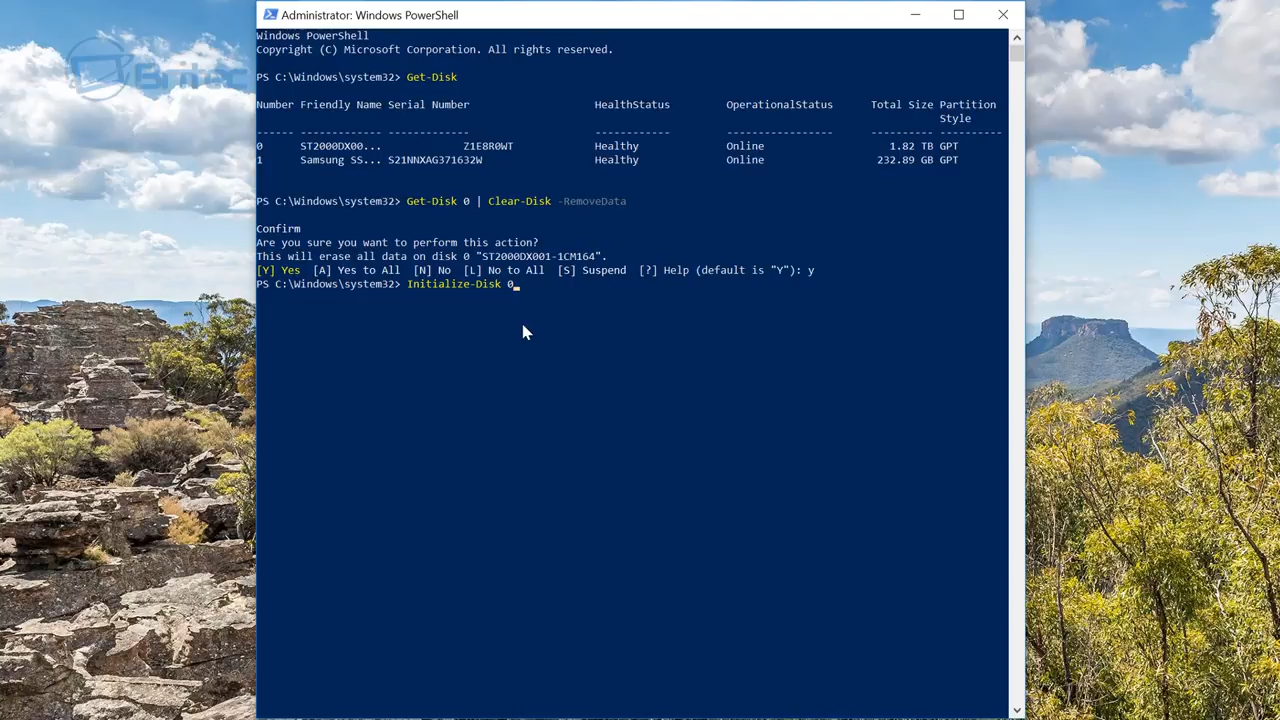 Administrator: Windows PowerShell
Windows PowerShell
Copyright (C) Microsoft Corporation. All rights reserved.
PS C:\Windows\system32> Get-Disk
Number Friendly Name Serial Number HealthStatus OperationalStatus Total Size Partition
Style
------ ------------- ------------- ------------ ----------------- ---------- ----------
0 ST2000DX00... Z1E8R0WT Healthy Online 1.82 TB GPT
1 Samsung SS... S21NNXAG371632W Healthy Online 232.89 GB GPT
PS C:\Windows\system32> Get-Disk 0 | Clear-Disk -RemoveData
Confirm
Are you sure you want to perform this action?
This will erase all data on disk 0 "ST2000DX001-1CM164".
[Y] Yes [A] Yes to All [N] No [L] No to All [S] Suspend [?] Help (default is "Y"): y
PS C:\Windows\system32> Initialize-Disk 0